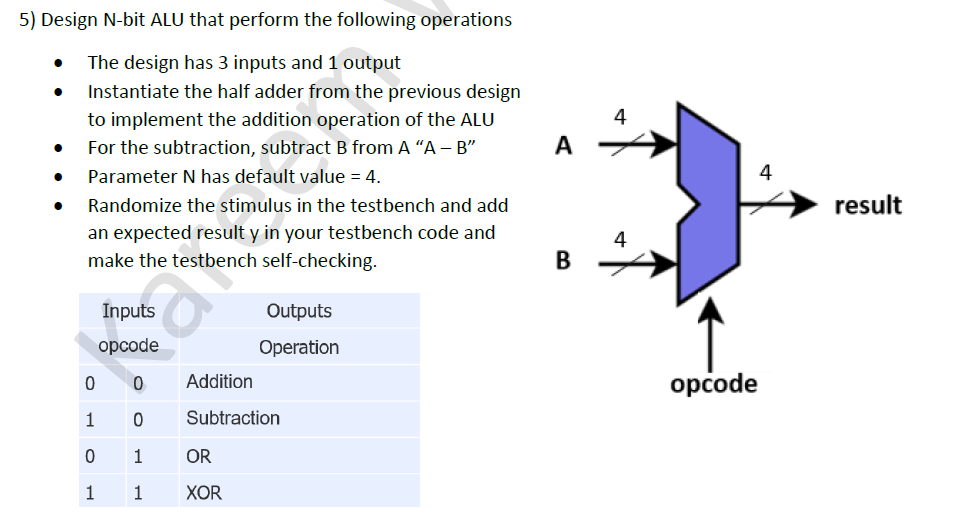 5) Design N-bit ALU that perform the following operations
• The design has 3 inputs and 1 output
• Instantiate the half adder from the previous design
to implement the addition operation of the ALU
• For the subtraction, subtract B from A “A – B”
• Parameter N has default value = 4.
• Randomize the stimulus in the testbench and add
an expected result y in your testbench code and
make the testbench self-checking.
Inputs Outputs
opcode Operation
0 0 Addition
1 0 Subtraction
0 1 OR
1 1 XOR
4
A
4
result
4
B
opcode
Kareem